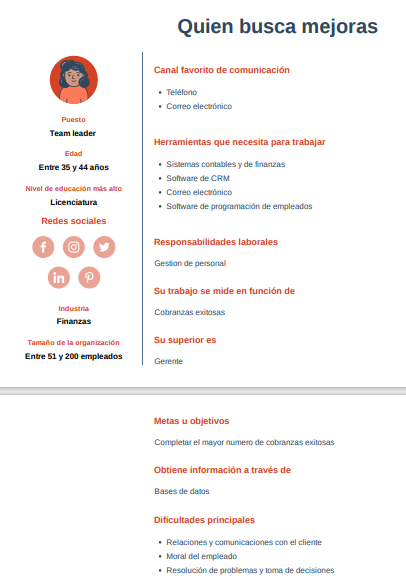 Quien busca mejoras
Puesto
Team leader
Edad
Entre 35 y 44 años
Nivel de educación más alto
Licenciatura
Redes sociales
Industria
Finanzas
Tamaño de la organización
Entre 51 y 200 empleados
Canal favorito de comunicación
• Teléfono
• Correo electrónico
Herramientas que necesita para trabajar
• Sistemas contables y de finanzas
• Software de CRM
• Correo electrónico
• Software de programación de empleados
Responsabilidades laborales
Gestion de personal
Su trabajo se mide en función de
Cobranzas exitosas
Su superior es
Gerente
Metas u objetivos
Completar el mayor numero de cobranzas exitosas
Obtiene información a través de
Bases de datos
Dificultades principales
• Relaciones y comunicaciones con el cliente
• Moral del empleado
• Resolución de problemas y toma de decisiones